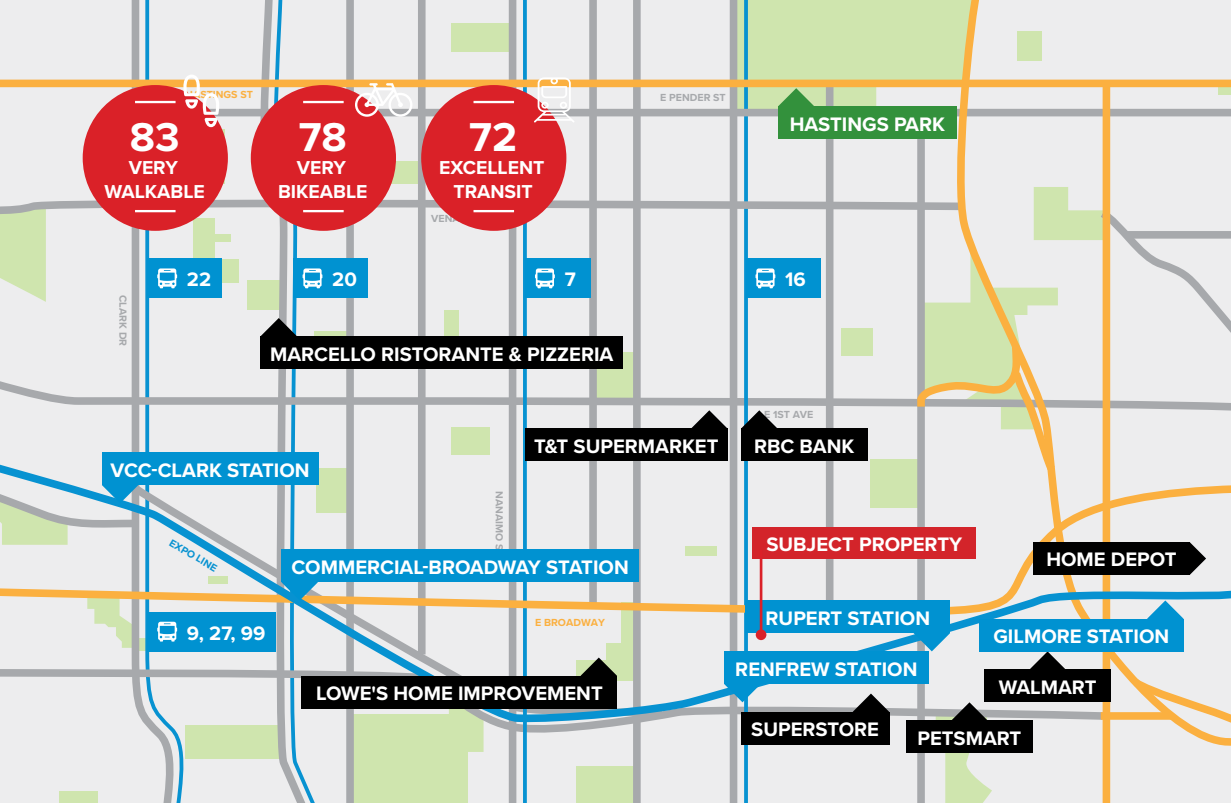 HASTINGS ST
E PENDER ST
HASTINGS PARK
83
VERY
WALKABLE
78
VERY
BIKEABLE
72
EXCELLENT
TRANSIT
22
20
7
16
CLARK DR
MARCELLO RISTORANTE & PIZZERIA
E 1ST AVE
T&T SUPERMARKET
RBC BANK
VCC-CLARK STATION
NANAIMO S
EXPO LINE
SUBJECT PROPERTY
HOME DEPOT
COMMERCIAL-BROADWAY STATION
E BROADWAY
RUPERT STATION
9, 27, 99
GILMORE STATION
RENFREW STATION
LOWE'S HOME IMPROVEMENT
WALMART
SUPERSTORE
PETSMART